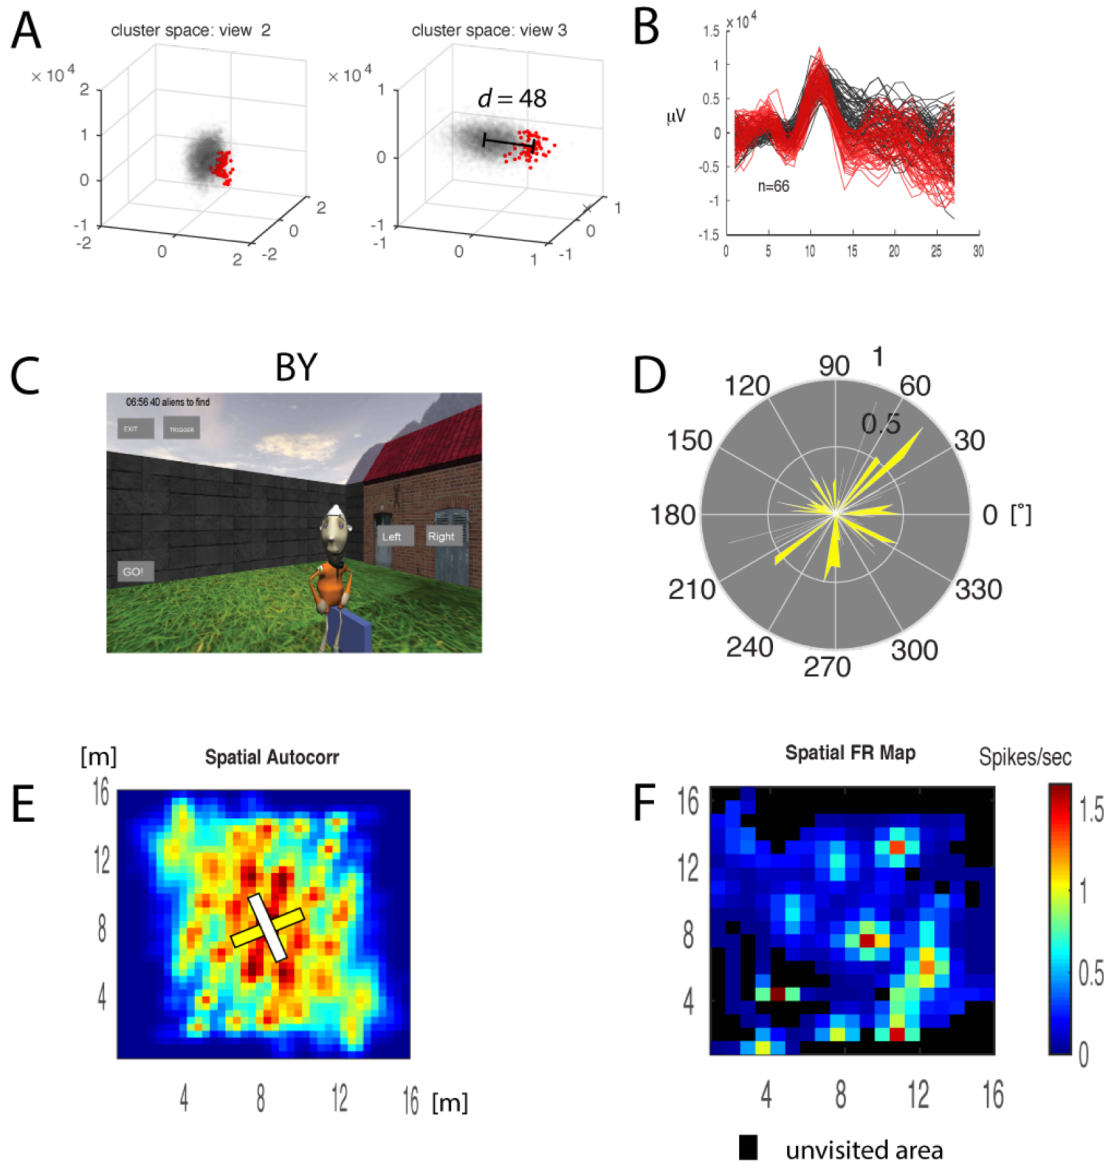 A
cluster space: view 2
× 10⁴
2
1
0
-1
-2
0
2
-2
0
2
cluster space: view 3
× 10⁴
1
0
-1
d = 48
-1
0
1
-1
0
x
1
B
×10⁴
1.5
1
0.5
0
-0.5
-1
-1.5
μV
n=66
0
5
10
15
20
25
30
C
BY
06:56 40 aliens to find
EXIT
TRIGGER
Left
Right
GO!
D
90
1
60
0.5
30
0 [°]
330
300
270
240
210
180
150
120
E
[m]
Spatial Autocorr
16
12
8
4
4
8
12
16 [m]
F
Spatial FR Map
Spikes/sec
16
12
8
4
4
8
12
16
1.5
1
0.5
0
unvisited area